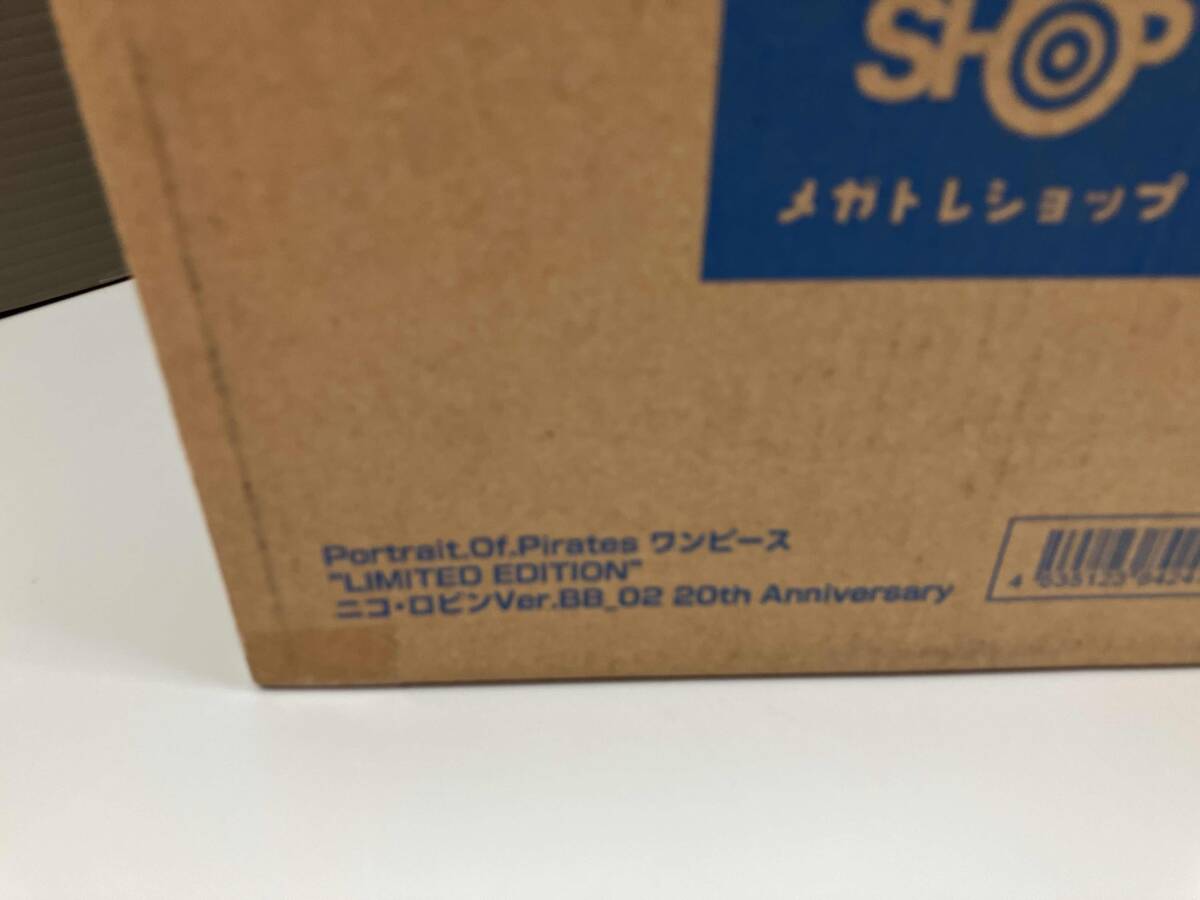 SHOP
メガトレショップ
Portrait.Of.Pirates ワンピース
"LIMITED EDITION"
ニコ・ロビンVer.BB_02 20th Anniversary